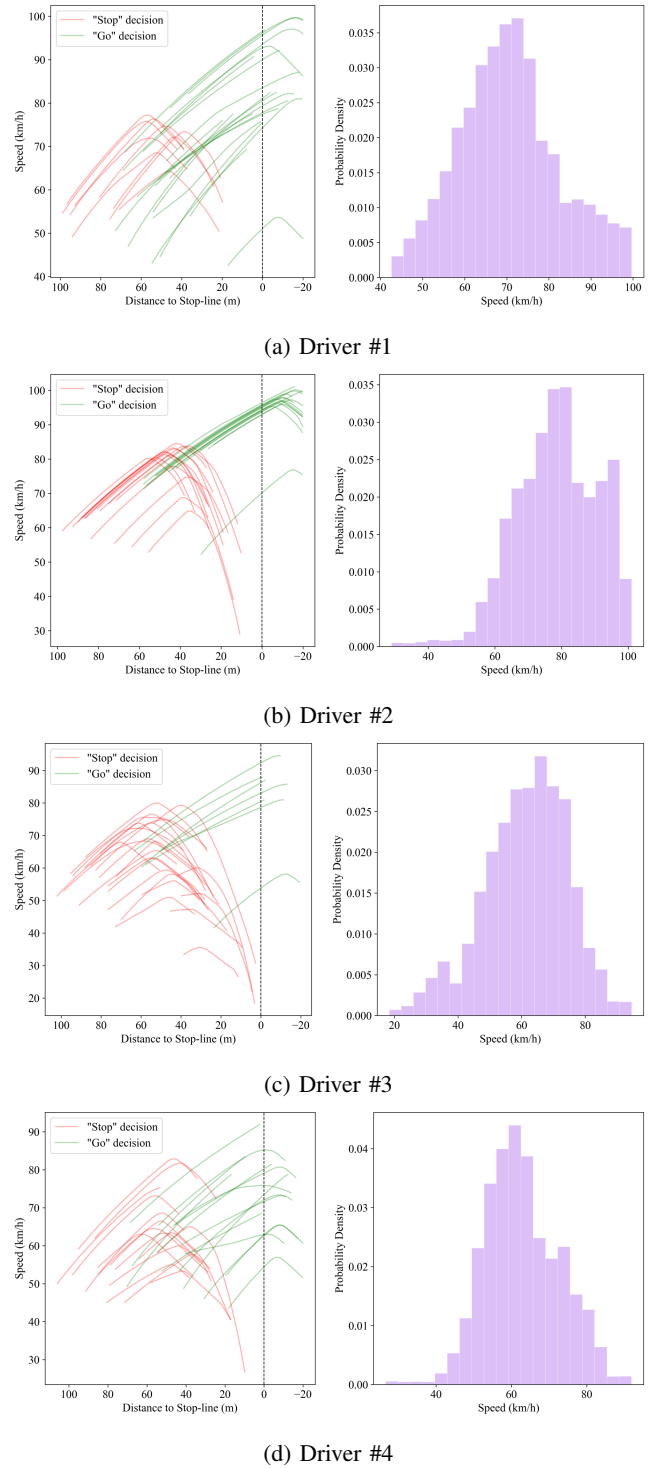 "Stop" decision
"Go" decision
100
90
80
70
60
50
40
Speed (km/h)
100 80 60 40 20 0 −20
Distance to Stop-line (m)
0.035
0.030
0.025
0.020
0.015
0.010
0.005
0.000
Probability Density
40 50 60 70 80 90 100
Speed (km/h)
(a) Driver #1
"Stop" decision
"Go" decision
100
90
80
70
60
50
40
30
Speed (km/h)
100 80 60 40 20 0 −20
Distance to Stop-line (m)
0.035
0.030
0.025
0.020
0.015
0.010
0.005
0.000
Probability Density
40 60 80 100
Speed (km/h)
(b) Driver #2
"Stop" decision
"Go" decision
90
80
70
60
50
40
30
20
Speed (km/h)
100 80 60 40 20 0 −20
Distance to Stop-line (m)
0.030
0.025
0.020
0.015
0.010
0.005
0.000
Probability Density
20 40 60 80
Speed (km/h)
(c) Driver #3
"Stop" decision
"Go" decision
90
80
70
60
50
40
30
Speed (km/h)
100 80 60 40 20 0 −20
Distance to Stop-line (m)
0.04
0.03
0.02
0.01
0.00
Probability Density
40 60 80
Speed (km/h)
(d) Driver #4